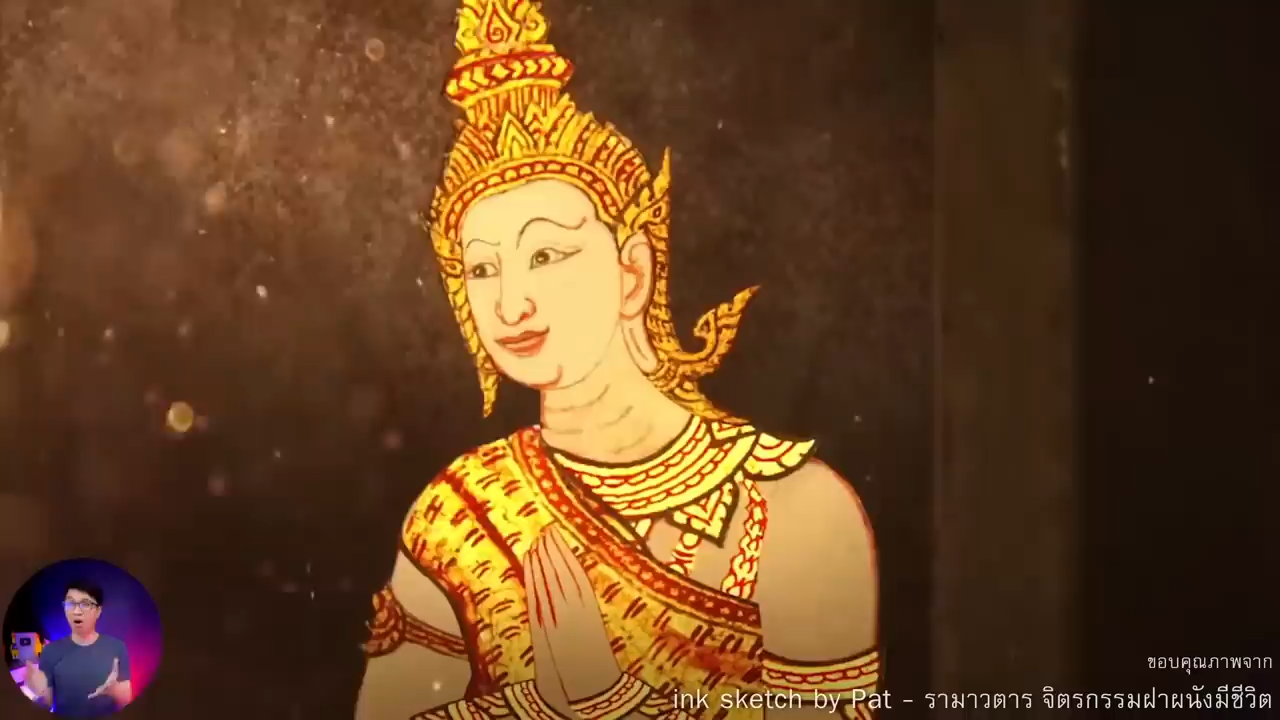 ขอบคุณภาพจาก
ink sketch by Pat - รามาวตาร จิตรกรรมฝาผนังมีชีวิต